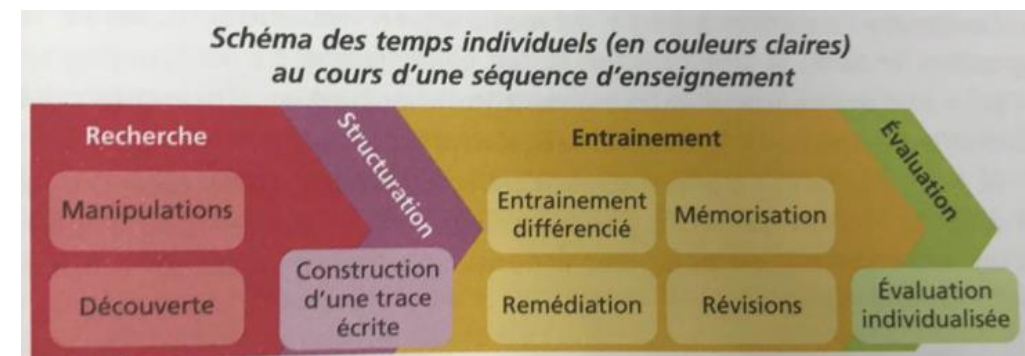 Schéma des temps individuels (en couleurs claires)
au cours d'une séquence d'enseignement
Recherche
Manipulations
Découverte
Structuration
Construction
d'une trace
écrite
Entrainement
Entrainement
différencié
Mémorisation
Remédiation
Révisions
Évaluation
Évaluation
individualisée